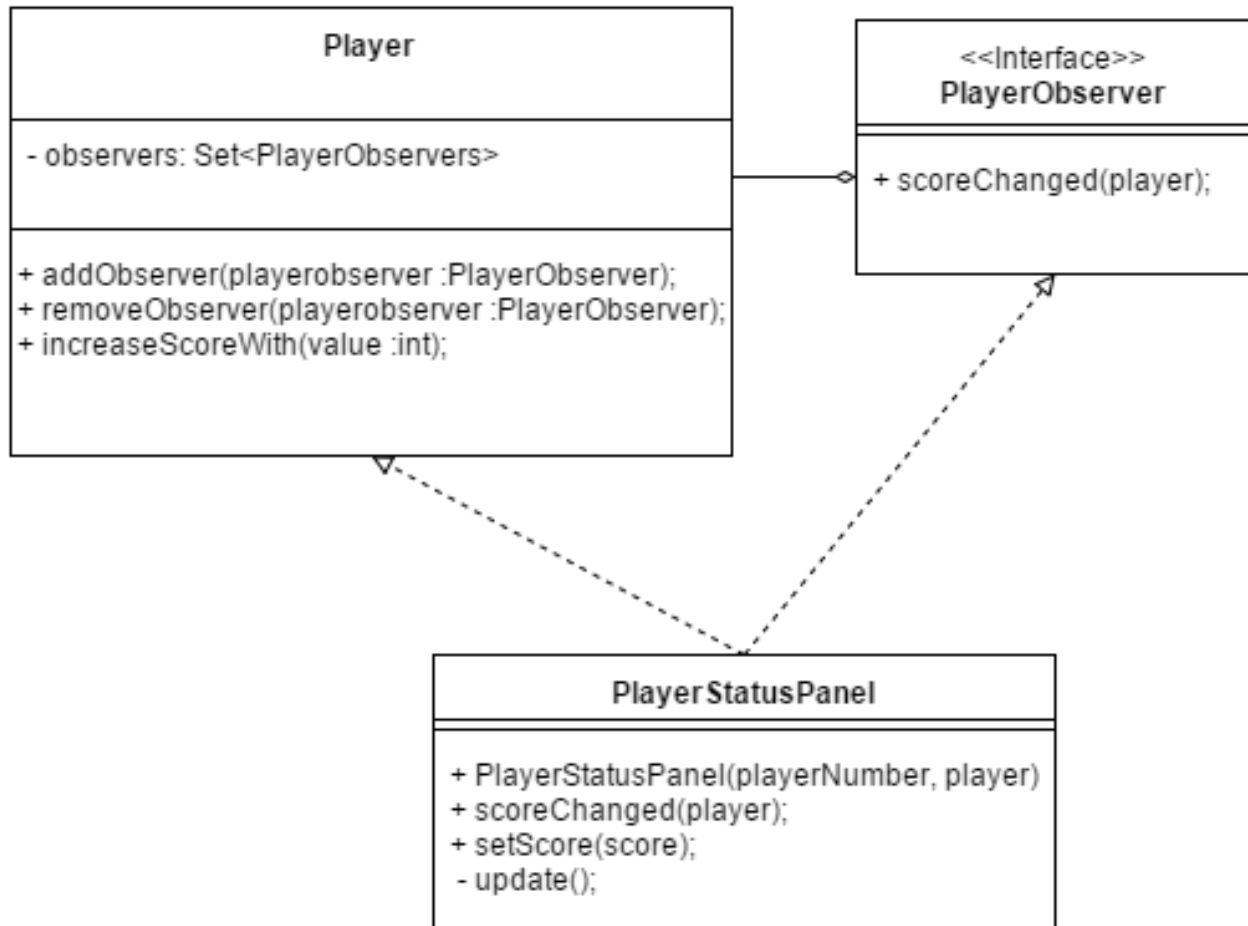 Player
- observers: Set<PlayerObservers>
+ addObserver(playerobserver :PlayerObserver);
+ removeObserver(playerobserver :PlayerObserver);
+ increaseScoreWith(value :int);
<<Interface>>
PlayerObserver
+ scoreChanged(player);
PlayerStatusPanel
+ PlayerStatusPanel(playerNumber, player)
+ scoreChanged(player);
+ setScore(score);
- update();